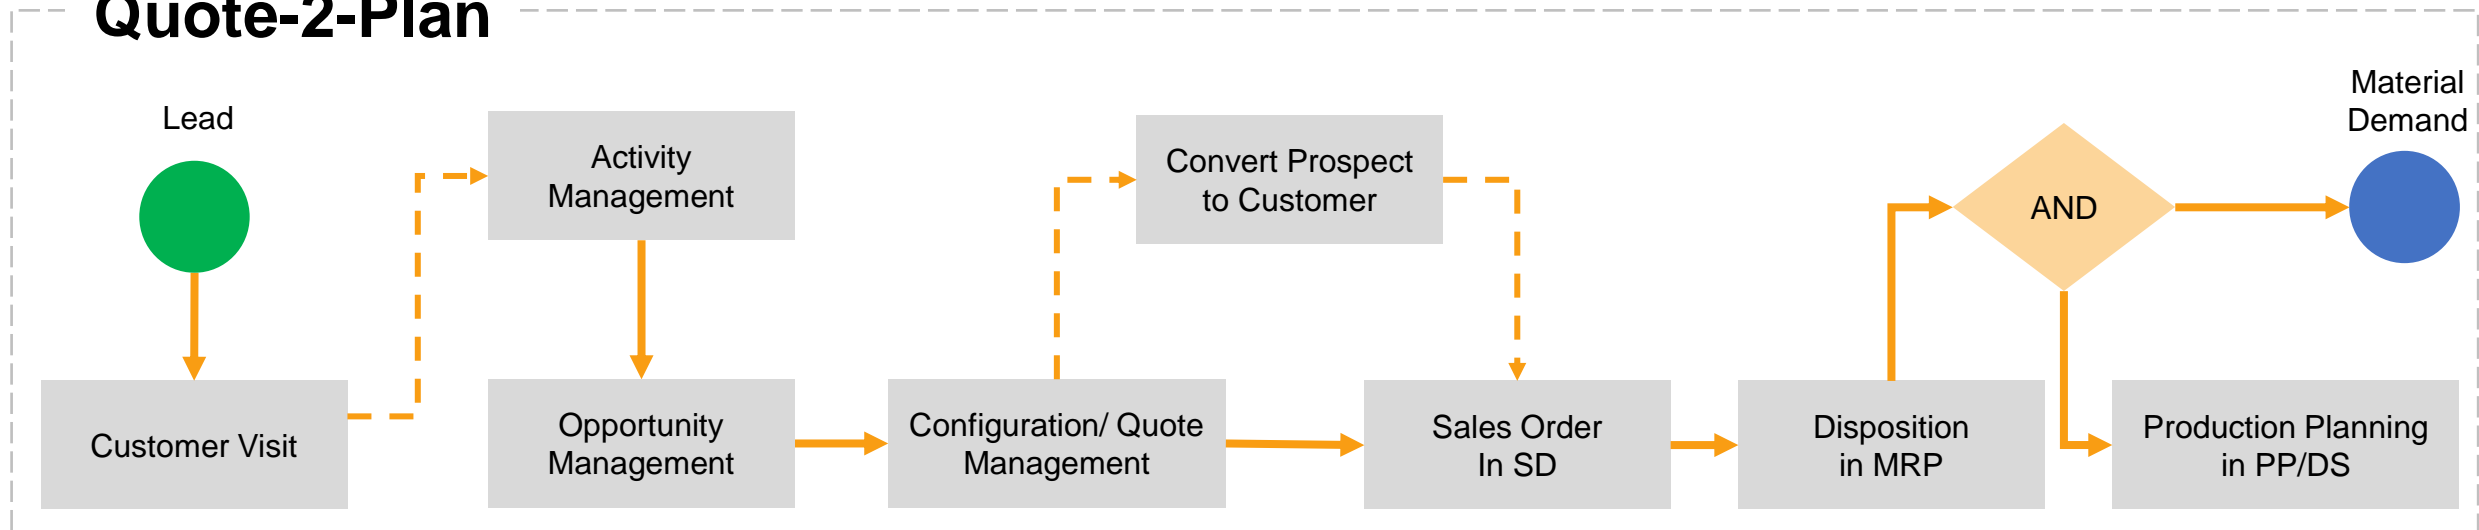 Quote-2-Plan
Lead
Activity
Management
Convert Prospect
to Customer
AND
Material
Demand
Customer Visit
Opportunity
Management
Configuration/ Quote
Management
Sales Order
In SD
Disposition
in MRP
Production Planning
in PP/DS